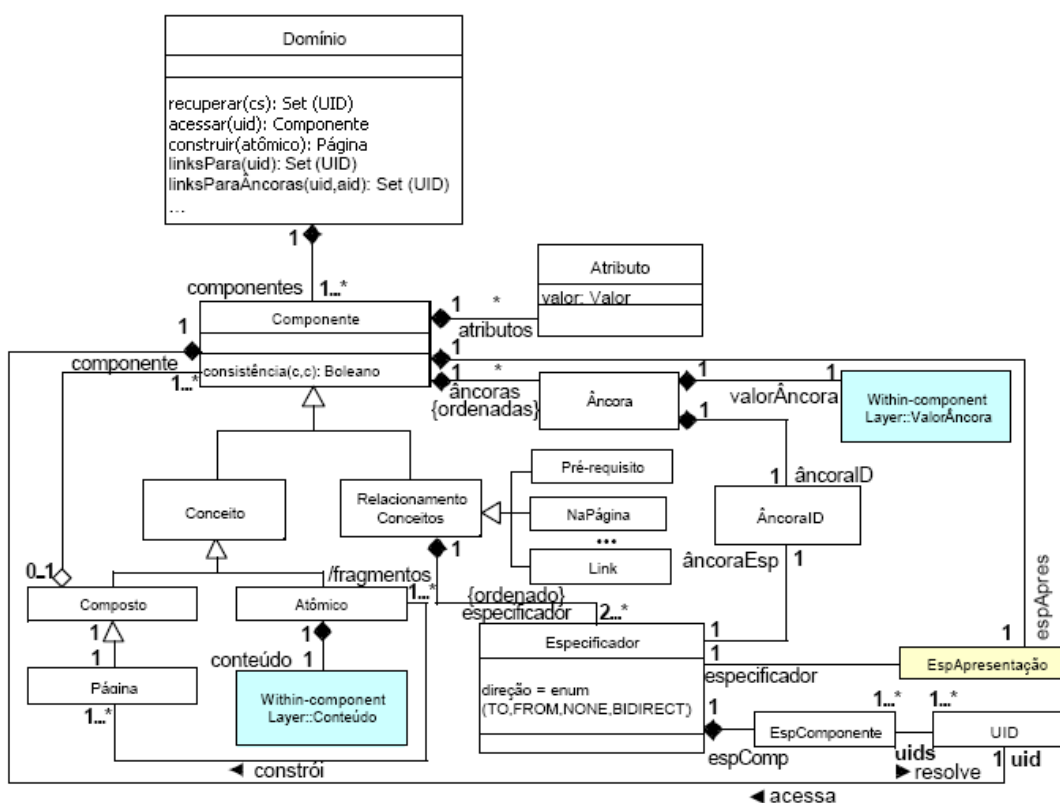 Domínio
recuperar(cs): Set (UID)
acessar(uid): Componente
construir(atômico): Página
linksPara(uid): Set (UID)
linksParaÂncoras(uid,aid): Set (UID)
...
1
1...*
componentes
Componente
consistência(c,c): Boleano
1
componente
1...*
1
*
atributos
Atributo
valor: Valor
1
1
*
âncoras
{ordenadas}
Âncora
1
1
valorÂncora
Within-component
Layer::ValorÂncora
1
1
âncoraID
ÂncoraID
âncoraEsp
1
Conceito
Relacionamento
Conceitos
Pré-requisito
NaPágina
...
Link
1
0..1
/fragmentos
1...*
Composto
Atômico
{ordenado}
especificador
2...*
1
1
1
conteúdo
1
Página
1...*
Within-component
Layer::Conteúdo
Especificador
direção = enum
(TO,FROM,NONE,BIDIRECT)
1
1
especificador
espApres
1
EspApresentação
1
espComp
EspComponente
1...*
1...*
UID
uids
resolve
1
uid
constrói
acessa